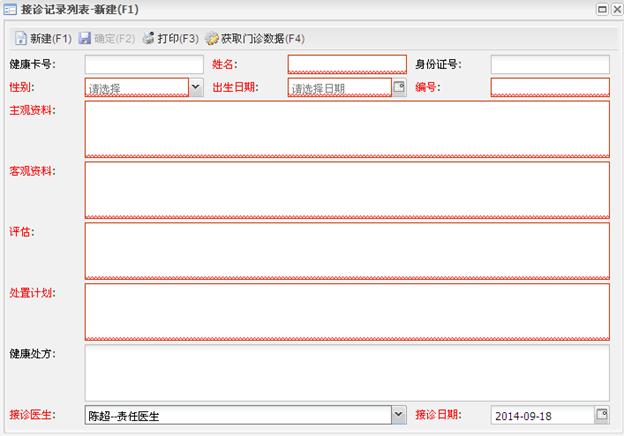 接诊记录列表-新建(F1)
新建(F1) 确定(F2) 打印(F3) 获取门诊数据(F4)
健康卡号: 姓名: 身份证号:
性别: 请选择 出生日期: 请选择日期 编号:
主观资料:
客观资料:
评估:
处置计划:
健康处方:
接诊医生: 陈超--责任医生 接诊日期: 2014-09-18